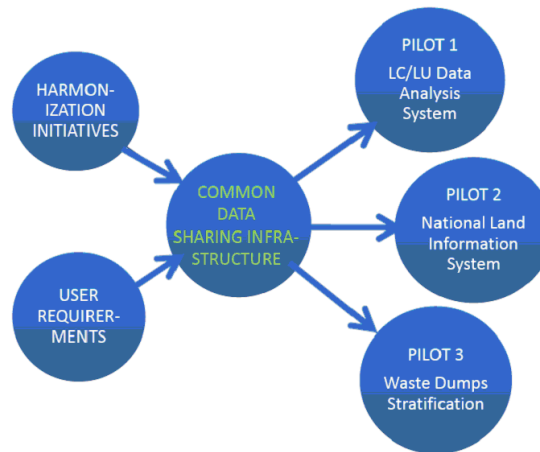 HARMON-
IZATION
INITIATIVES
USER
REQUIRER-
MENTS
COMMON
DATA
SHARING INFRA-
STRUCTURE
PILOT 1
LC/LU Data
Analysis
System
PILOT 2
National Land
Information
System
PILOT 3
Waste Dumps
Stratification